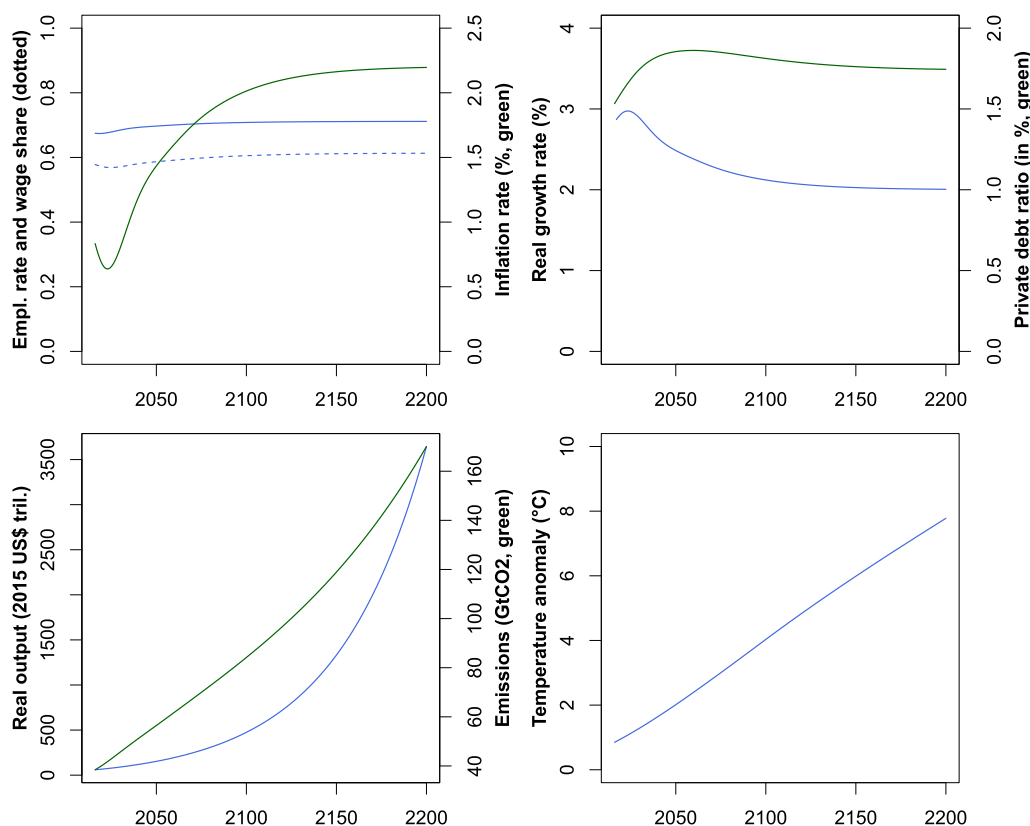 Empl. rate and wage share (dotted)
0.0 0.2 0.4 0.6 0.8 1.0
2050 2100 2150 2200
0.0 0.5 1.0 1.5 2.0 2.5
Inflation rate (%, green)
Real growth rate (%)
0 1 2 3 4
2050 2100 2150 2200
0.0 0.5 1.0 1.5 2.0
Private debt ratio (in %, green)
Real output (2015 US$ tril.)
0 500 1500 2500 3500
2050 2100 2150 2200
40 60 80 100 120 140 160
Emissions (GtCO2, green)
Temperature anomaly (°C)
0 2 4 6 8 10
2050 2100 2150 2200